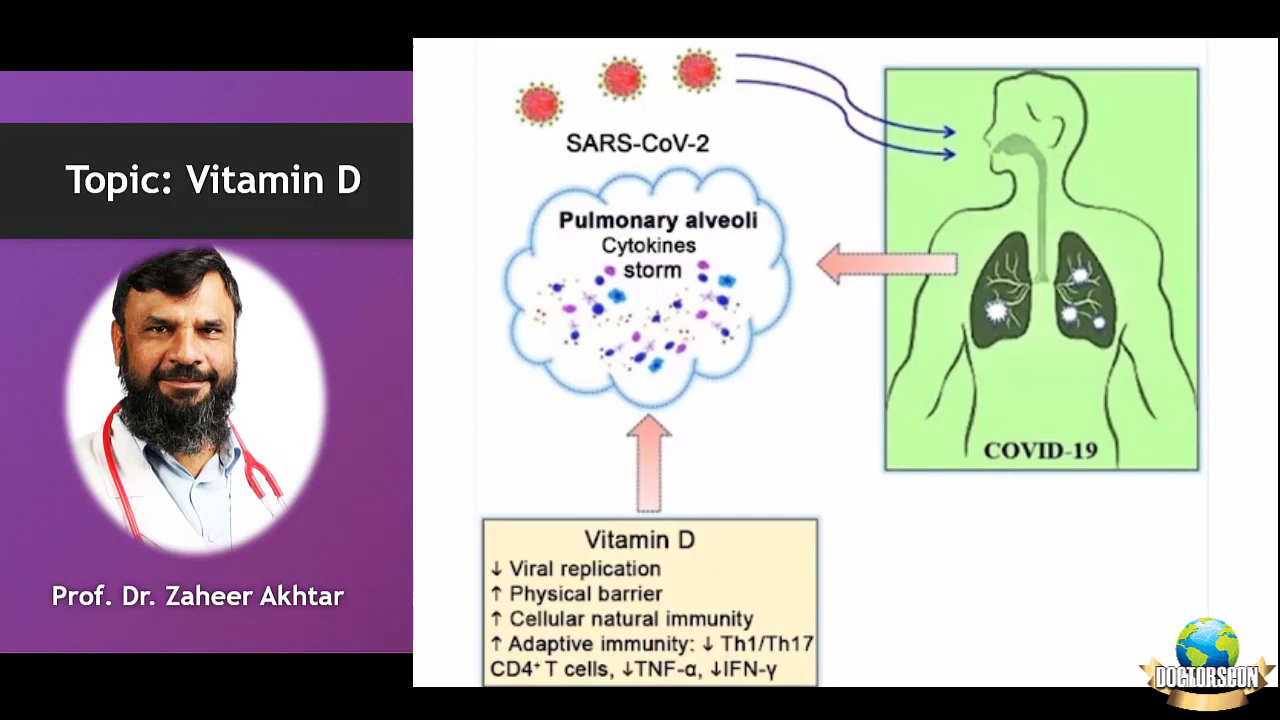 Topic: Vitamin D
Prof. Dr. Zaheer Akhtar
SARS-CoV-2
Pulmonary alveoli
Cytokines
storm
COVID-19
Vitamin D
↓ Viral replication
↑ Physical barrier
↑ Cellular natural immunity
↑ Adaptive immunity: ↓ Th1/Th17
CD4⁺ T cells, ↓TNF-α, ↓IFN-γ
DOCTORSCON